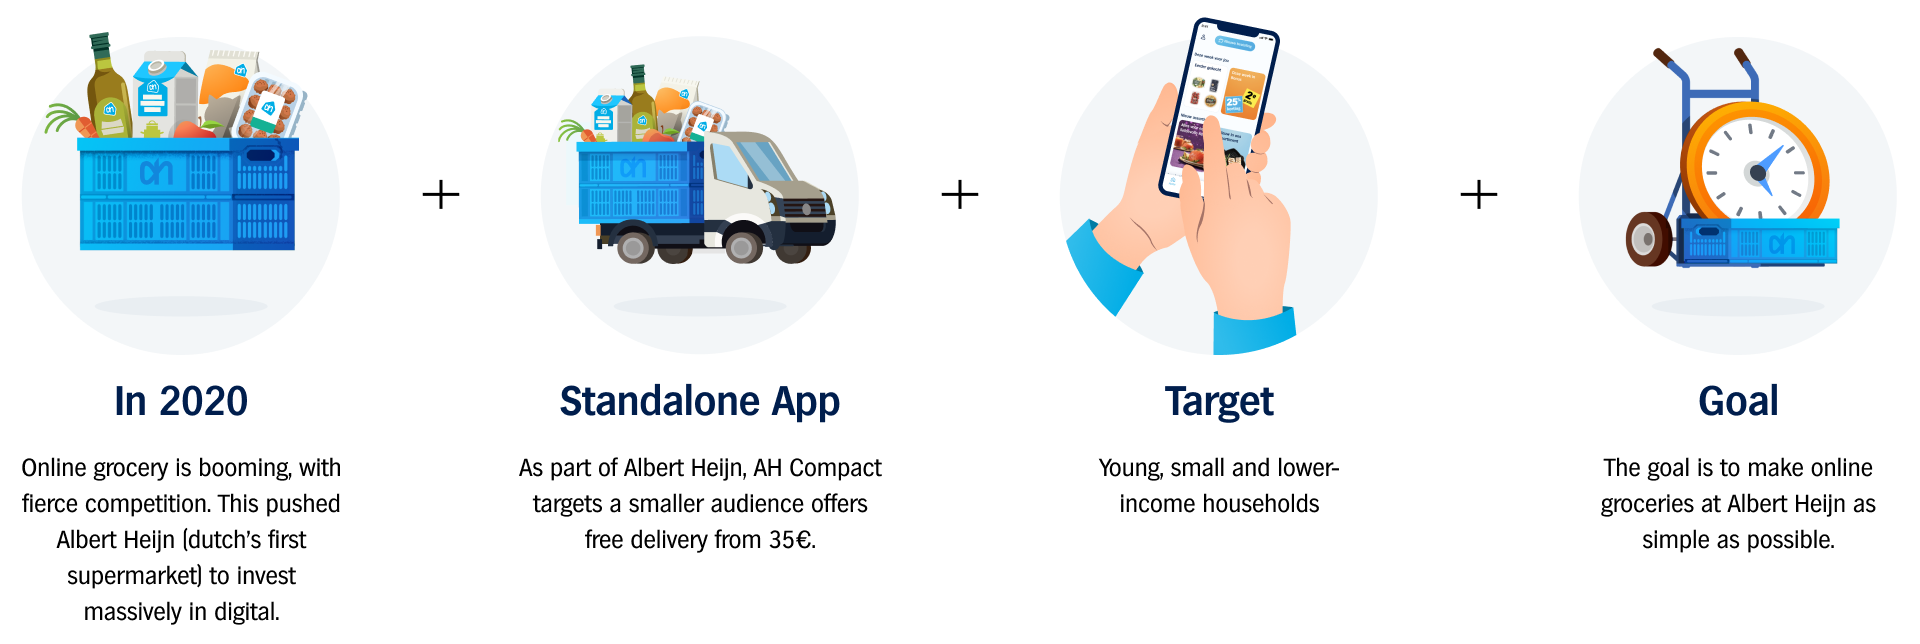 In 2020
Online grocery is booming, with
fierce competition. This pushed
Albert Heijn (dutch's first
supermarket) to invest
massively in digital.
Standalone App
As part of Albert Heijn, AH Compact
targets a smaller audience offers
free delivery from 35€.
Target
Young, small and lower-
income households
Goal
The goal is to make online
groceries at Albert Heijn as
simple as possible.